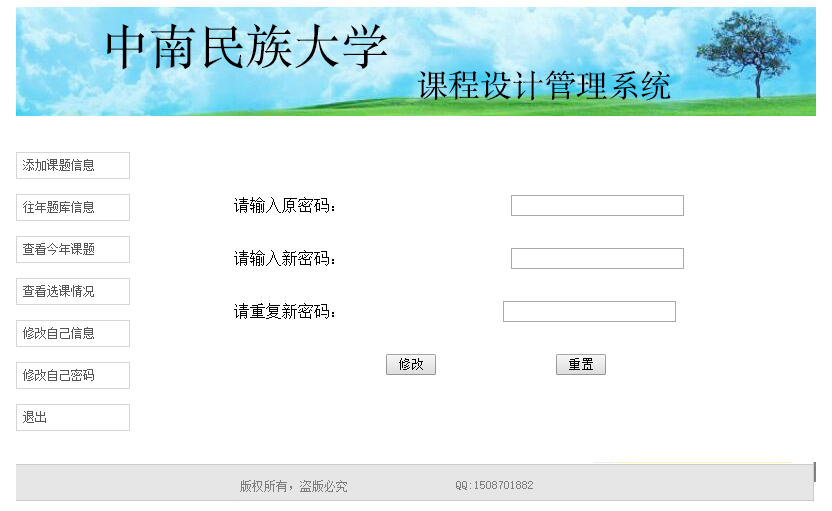 中南民族大学
课程设计管理系统
添加课题信息
往年题库信息
查看今年课题
查看选课情况
修改自己信息
修改自己密码
退出
请输入原密码：
请输入新密码：
请重复新密码：
修改 重置
版权所有，盗版必究 QQ:1508701882